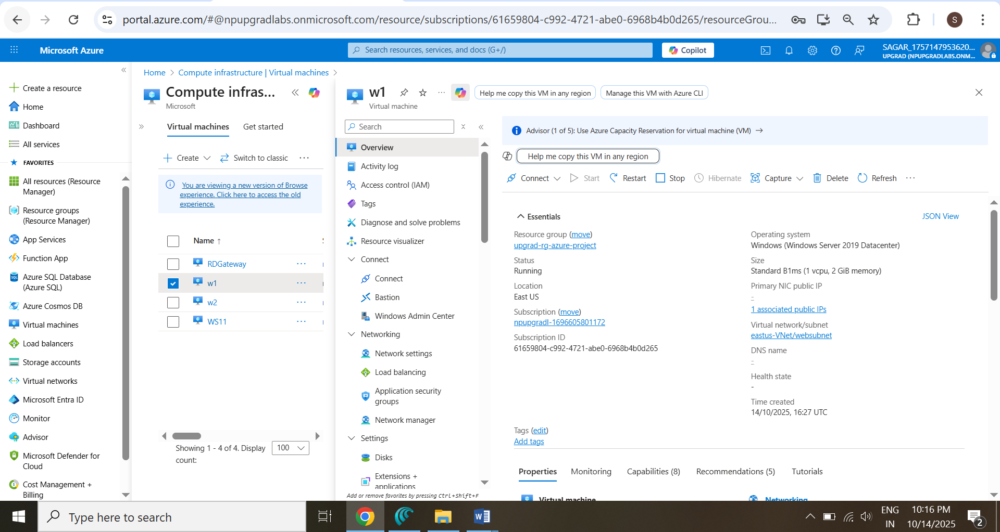 portal.azure.com/#@npupgradlabs.onmicrosoft.com/resource/subscriptions/61659804-c992-4721-abe0-6968b4b0d265/resourceGrou...
S
Microsoft Azure
Search resources, services, and docs (G+/)
Copilot
SAGAR_1757147953620...
UPGRAD (NPUPGRADLABS.ONM...
Create a resource
Home
Dashboard
All services
FAVORITES
All resources (Resource
Manager)
Resource groups
(Resource Manager)
App Services
Function App
Azure SQL Database
(Azure SQL)
Azure Cosmos DB
Virtual machines
Load balancers
Storage accounts
Virtual networks
Microsoft Entra ID
Monitor
Advisor
Microsoft Defender for
Cloud
Cost Management +
Billing
Home > Compute infrastructure | Virtual machines >
Compute infras...
Microsoft
Virtual machines
Get started
Create
Switch to classic
You are viewing a new version of Browse
experience. Click here to access the old
experience.
Name ↑
RDGateway
w1
w2
WS11
Showing 1 - 4 of 4. Display
count:
100
w1
Virtual machine
Help me copy this VM in any region
Manage this VM with Azure CLI
Search
Overview
Activity log
Access control (IAM)
Tags
Diagnose and solve problems
Resource visualizer
Connect
Connect
Bastion
Windows Admin Center
Networking
Network settings
Load balancing
Application security
groups
Network manager
Settings
Disks
Extensions +
applications
Add or remove favorites by pressing Ctrl+Shift+F
Advisor (1 of 5): Use Azure Capacity Reservation for virtual machine (VM) →
Help me copy this VM in any region
Connect
Start
Restart
Stop
Hibernate
Capture
Delete
Refresh
Essentials
JSON View
Resource group (move)
upgrad-rg-azure-project
Status
Running
Location
East US
Subscription (move)
npupgradl-1696605801172
Subscription ID
61659804-c992-4721-abe0-6968b4b0d265
Operating system
Windows (Windows Server 2019 Datacenter)
Size
Standard B1ms (1 vcpu, 2 GiB memory)
Primary NIC public IP
-
1 associated public IPs
Virtual network/subnet
eastus-VNet/websubnet
DNS name
-
Health state
-
Time created
14/10/2025, 16:27 UTC
Tags (edit)
Add tags
Properties
Monitoring
Capabilities (8)
Recommendations (5)
Tutorials
Virtual machine
Networking
Type here to search
ENG
IN
10:16 PM
10/14/2025
2